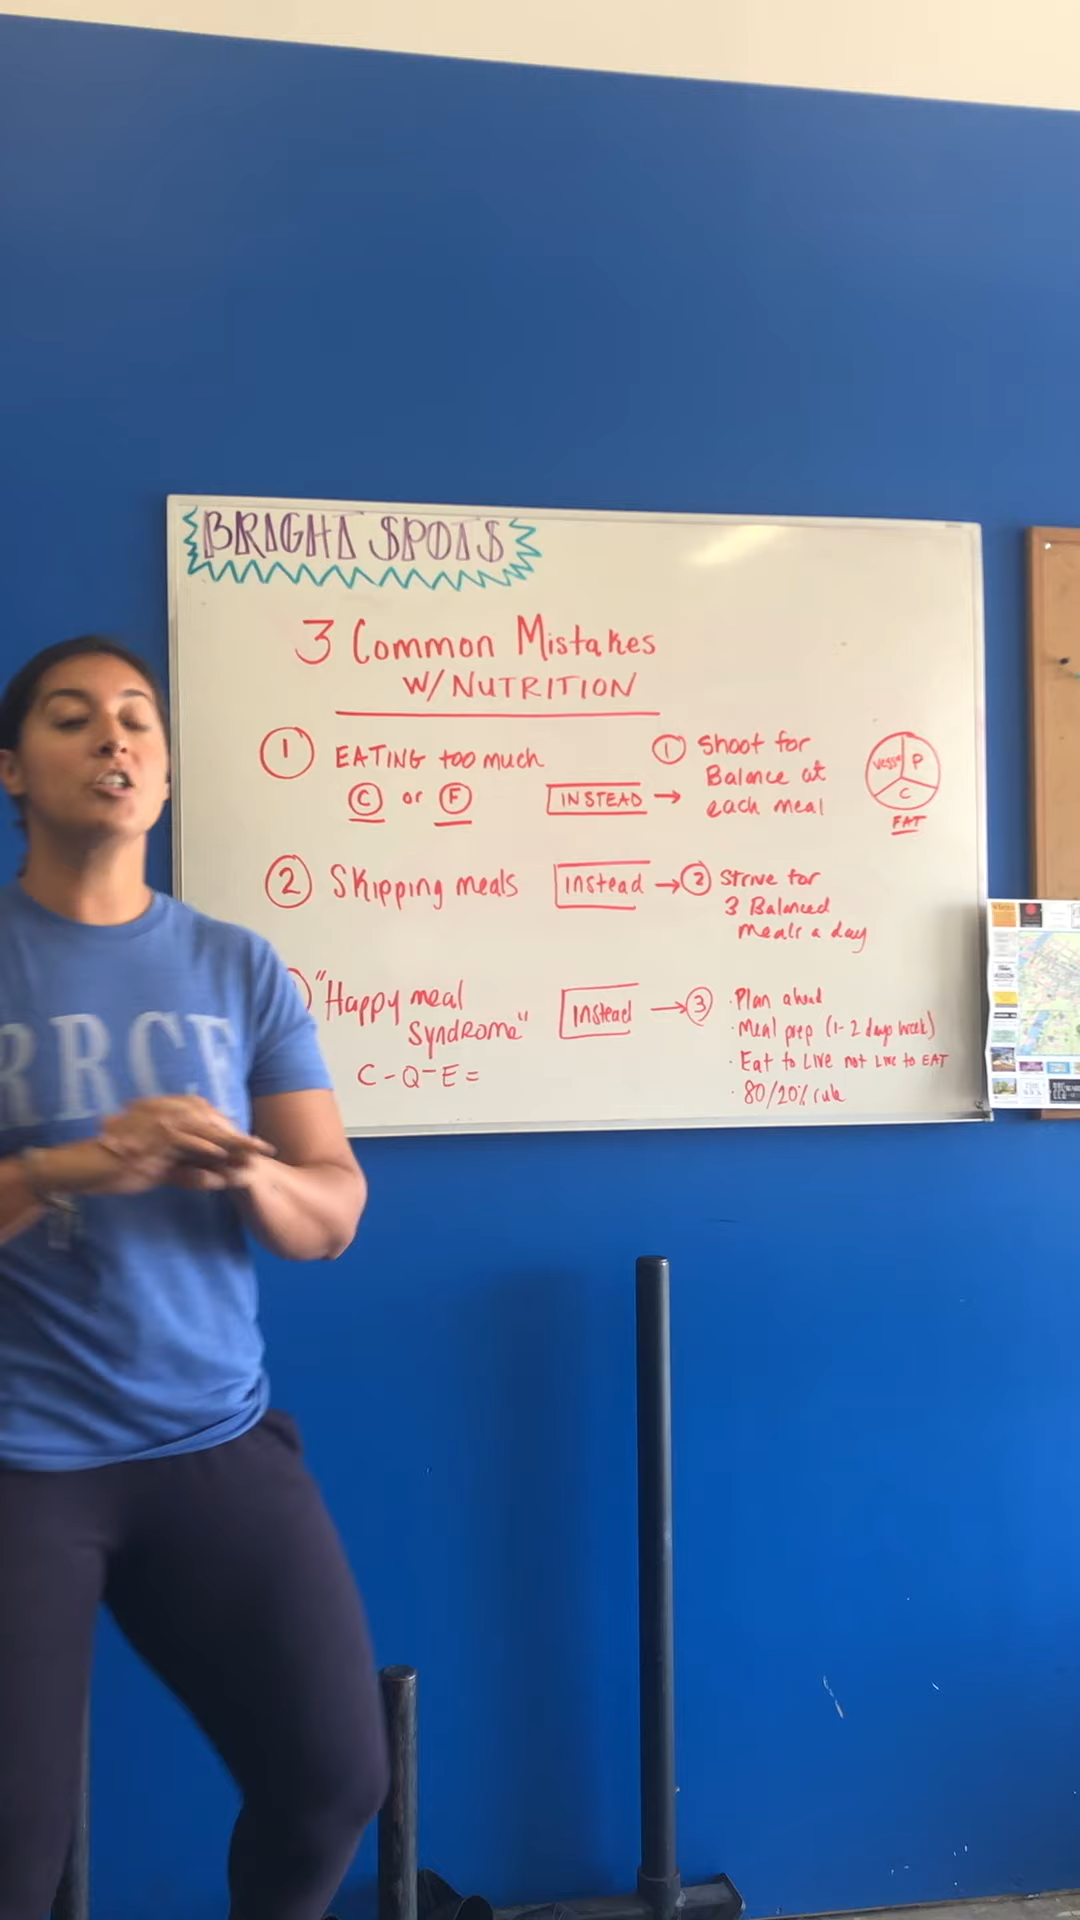 BRIGHT SPOTS
3 Common Mistakes
W/ NUTRITION
1 EATING too much
C or F
INSTEAD →
1 Shoot for
Balance at
each meal
Veggie P
C
FAT
2 Skipping meals
Instead → 2 Strive for
3 Balanced
meals a day
"Happy meal
Syndrome"
C-Q-E=
Instead → 3
· Plan ahead
· Meal prep (1-2 days week)
· Eat to Live not Live to EAT
· 80/20% rule
RRCF